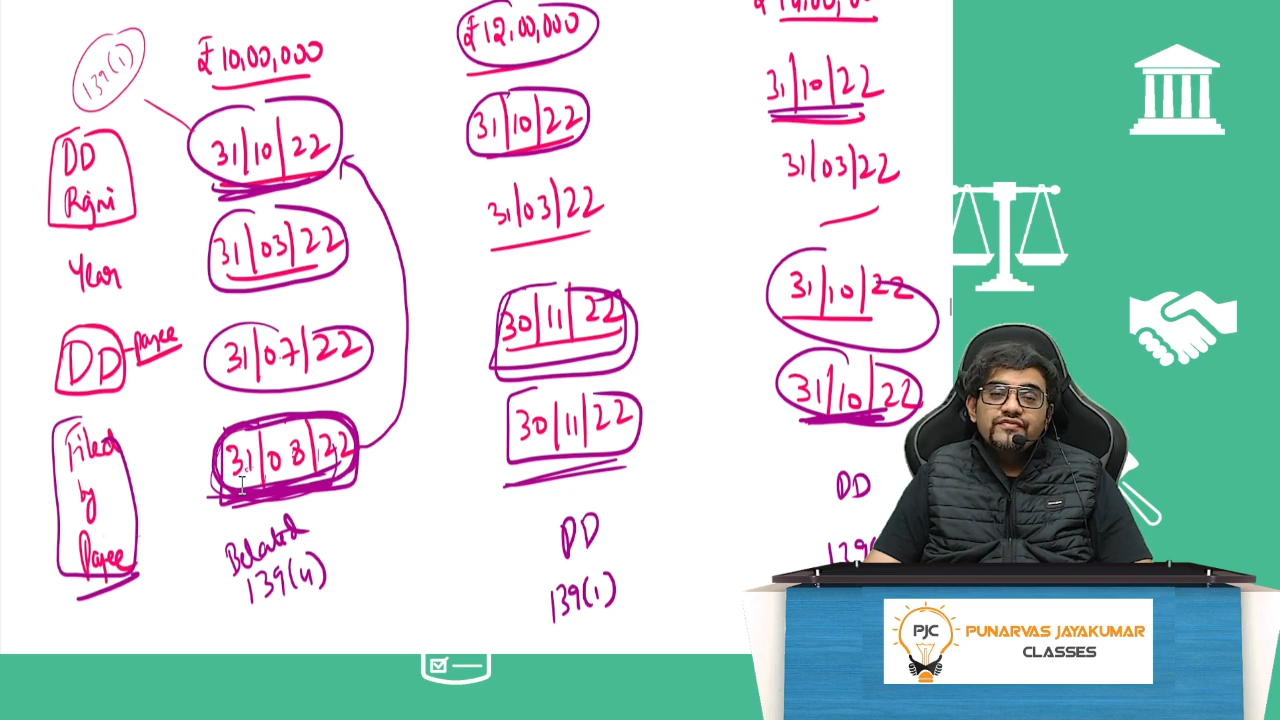 139(1)
₹10,00,000
₹12,00,000
DD
31/10/22
31/10/22
31/10/22
Year
31/03/22
31/03/22
31/03/22
DD payee
31/07/22
30/11/22
31/10/22
Filed
by
Payee
31/08/22
30/11/22
31/10/22
Belated
139(4)
DD
139(1)
DD
PJC
PUNARVAS JAYAKUMAR
CLASSES